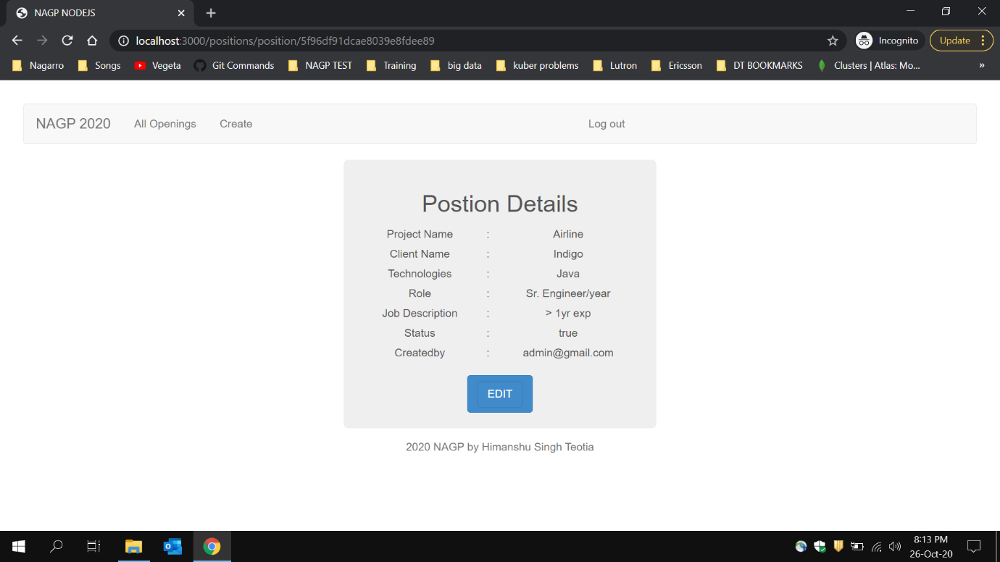 NAGP NODEJS
localhost:3000/positions/position/5f96df91dcae8039e8fdee89
Incognito
Update
Nagarro
Songs
Vegeta
Git Commands
NAGP TEST
Training
big data
kuber problems
Lutron
Ericsson
DT BOOKMARKS
Clusters | Atlas: Mo...
»
NAGP 2020 All Openings Create Log out
Postion Details
Project Name : Airline
Client Name : Indigo
Technologies : Java
Role : Sr. Engineer/year
Job Description : > 1yr exp
Status : true
Createdby : admin@gmail.com
EDIT
2020 NAGP by Himanshu Singh Teotia
8:13 PM
26-Oct-20